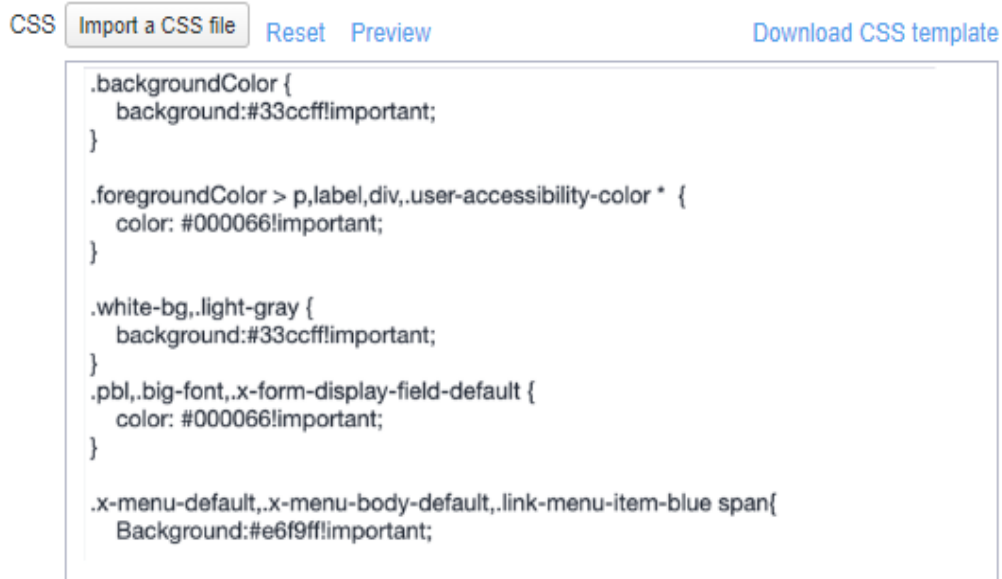 CSS Import a CSS file Reset Preview Download CSS template
.backgroundColor {
background:#33ccff!important;
}
.foregroundColor > p,label,div,.user-accessibility-color * {
color: #000066!important;
}
.white-bg,.light-gray {
background:#33ccff!important;
}
.pbl,.big-font,.x-form-display-field-default {
color: #000066!important;
}
.x-menu-default,.x-menu-body-default,.link-menu-item-blue span{
Background:#e6f9ff!important;